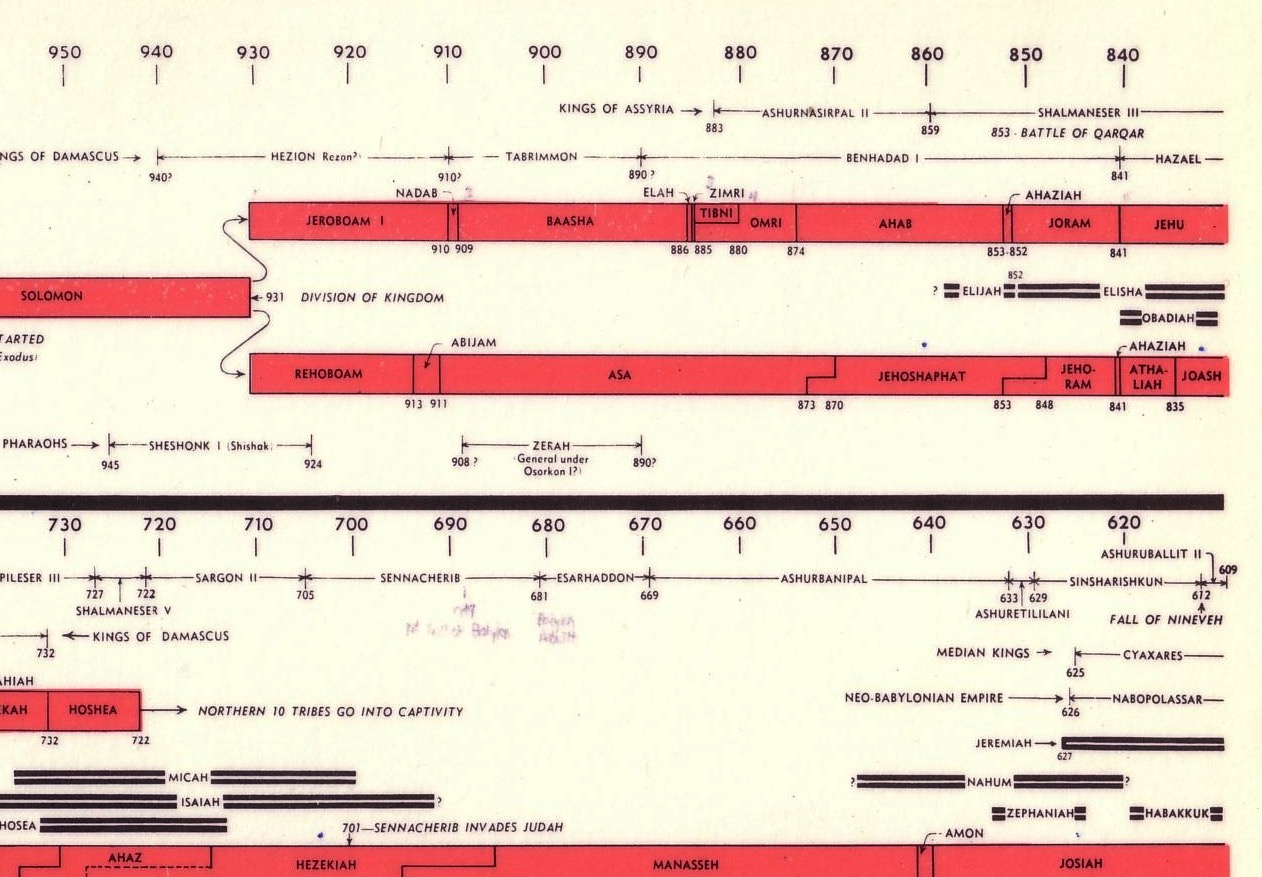 950 940 930 920 910 900 890 880 870 860 850 840
KINGS OF ASSYRIA ASHURNASIRPAL II SHALMANESER III
883 859
853 - BATTLE OF QARQAR
NGS OF DAMASCUS HEZION Rezon?) TABRIMMON BENHADAD I HAZAEL
940? 910? 890? 841
NADAB ELAH ZIMRI AHAZIAH
JEROBOAM I BAASHA TIBNI OMRI AHAB JORAM JEHU
910 909 886 885 880 874 853-852 841
852
? ELIJAH ELISHA
SOLOMON 931 DIVISION OF KINGDOM
OBADIAH
TARTED
Exodus)
ABIJAM AHAZIAH
REHOBOAM ASA JEHOSHAPHAT JEHO-RAM ATHA-LIAH JOASH
913 911 873 870 853 848 841 835
PHARAOHS SHESHONK I (Shishak) ZERAH
945 924 908? 890?
(General under
Osorkon I?)
730 720 710 700 690 680 670 660 650 640 630 620
ASHURUBALLIT II
609
PILESER III SARGON II SENNACHERIB ESARHADDON ASHURBANIPAL SINSHARISHKUN
727 722 705 681 669 633 629 612
SHALMANESER V ASHURETILILANI
FALL OF NINEVEH
KINGS OF DAMASCUS
732
MEDIAN KINGS CYAXARES
625
AHIAH
NEO-BABYLONIAN EMPIRE NABOPOLASSAR
626
KAH HOSHEA NORTHERN 10 TRIBES GO INTO CAPTIVITY
732 722
JEREMIAH
627
MICAH ? NAHUM ?
ISAIAH ?
ZEPHANIAH HABAKKUK
HOSEA 701—SENNACHERIB INVADES JUDAH
AMON
AHAZ HEZEKIAH MANASSEH JOSIAH